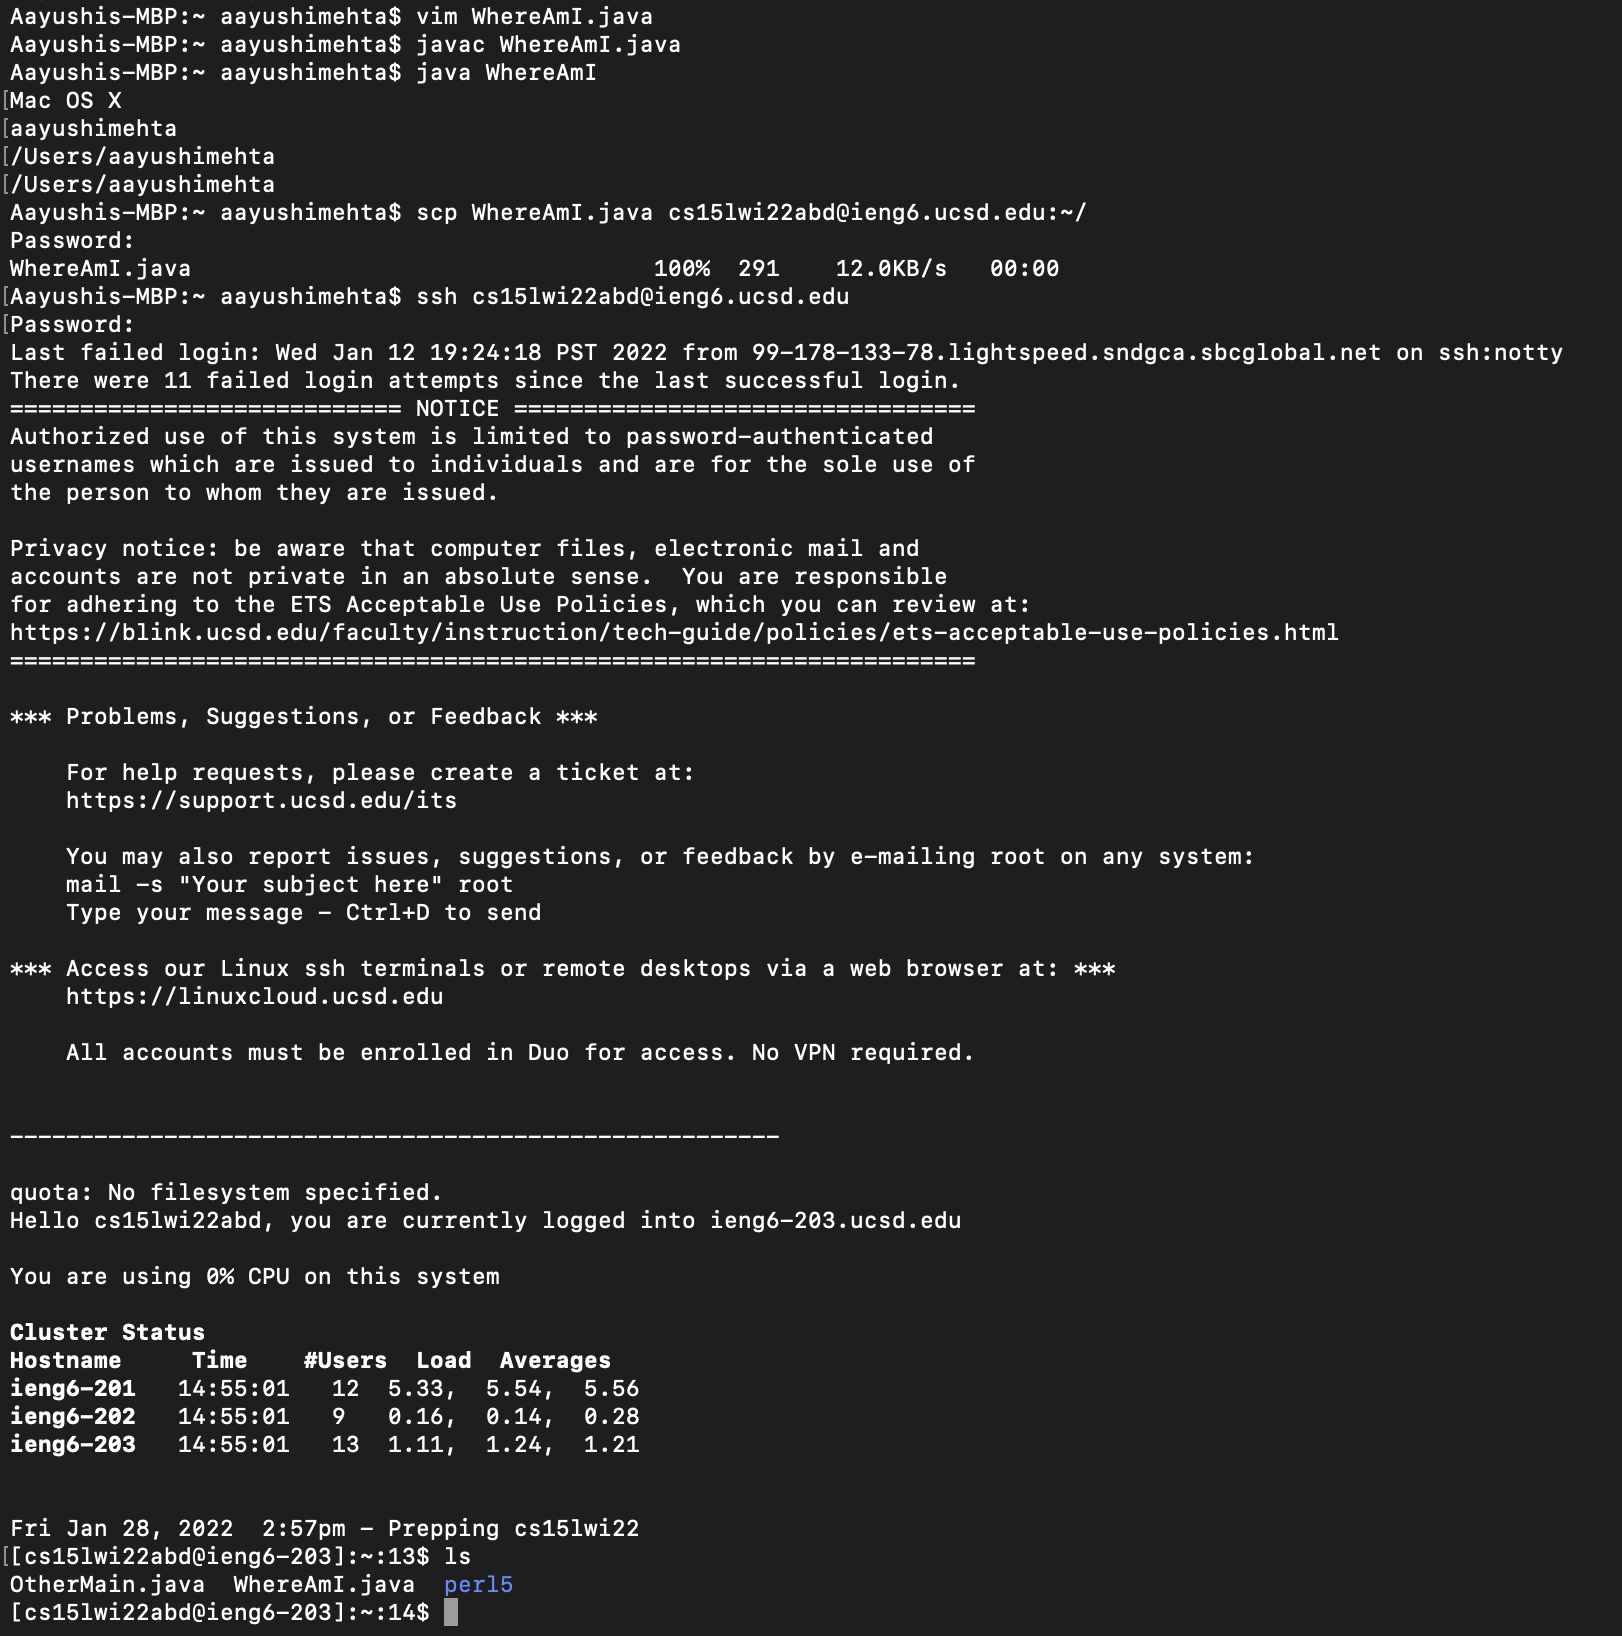 Aayushis-MBP:~ aayushimehta$ vim WhereAmI.java
Aayushis-MBP:~ aayushimehta$ javac WhereAmI.java
Aayushis-MBP:~ aayushimehta$ java WhereAmI
[Mac OS X
[aayushimehta
[/Users/aayushimehta
[/Users/aayushimehta
Aayushis-MBP:~ aayushimehta$ scp WhereAmI.java cs15lwi22abd@ieng6.ucsd.edu:~/
Password:
WhereAmI.java                                 100%  291    12.0KB/s   00:00
[Aayushis-MBP:~ aayushimehta$ ssh cs15lwi22abd@ieng6.ucsd.edu
[Password:
Last failed login: Wed Jan 12 19:24:18 PST 2022 from 99-178-133-78.lightspeed.sndgca.sbcglobal.net on ssh:notty
There were 11 failed login attempts since the last successful login.
============================ NOTICE =================================
Authorized use of this system is limited to password-authenticated
usernames which are issued to individuals and are for the sole use of
the person to whom they are issued.

Privacy notice: be aware that computer files, electronic mail and
accounts are not private in an absolute sense.  You are responsible
for adhering to the ETS Acceptable Use Policies, which you can review at:
https://blink.ucsd.edu/faculty/instruction/tech-guide/policies/ets-acceptable-use-policies.html
=====================================================================

*** Problems, Suggestions, or Feedback ***

    For help requests, please create a ticket at:
    https://support.ucsd.edu/its

    You may also report issues, suggestions, or feedback by e-mailing root on any system:
    mail -s "Your subject here" root
    Type your message - Ctrl+D to send

*** Access our Linux ssh terminals or remote desktops via a web browser at: ***
    https://linuxcloud.ucsd.edu

    All accounts must be enrolled in Duo for access. No VPN required.


-------------------------------------------------------

quota: No filesystem specified.
Hello cs15lwi22abd, you are currently logged into ieng6-203.ucsd.edu

You are using 0% CPU on this system

Cluster Status
Hostname     Time    #Users  Load  Averages
ieng6-201   14:55:01   12  5.33,  5.54,  5.56
ieng6-202   14:55:01   9   0.16,  0.14,  0.28
ieng6-203   14:55:01   13  1.11,  1.24,  1.21


Fri Jan 28, 2022  2:57pm - Prepping cs15lwi22
[[cs15lwi22abd@ieng6-203]:~:13$ ls
OtherMain.java  WhereAmI.java  perl5
[cs15lwi22abd@ieng6-203]:~:14$